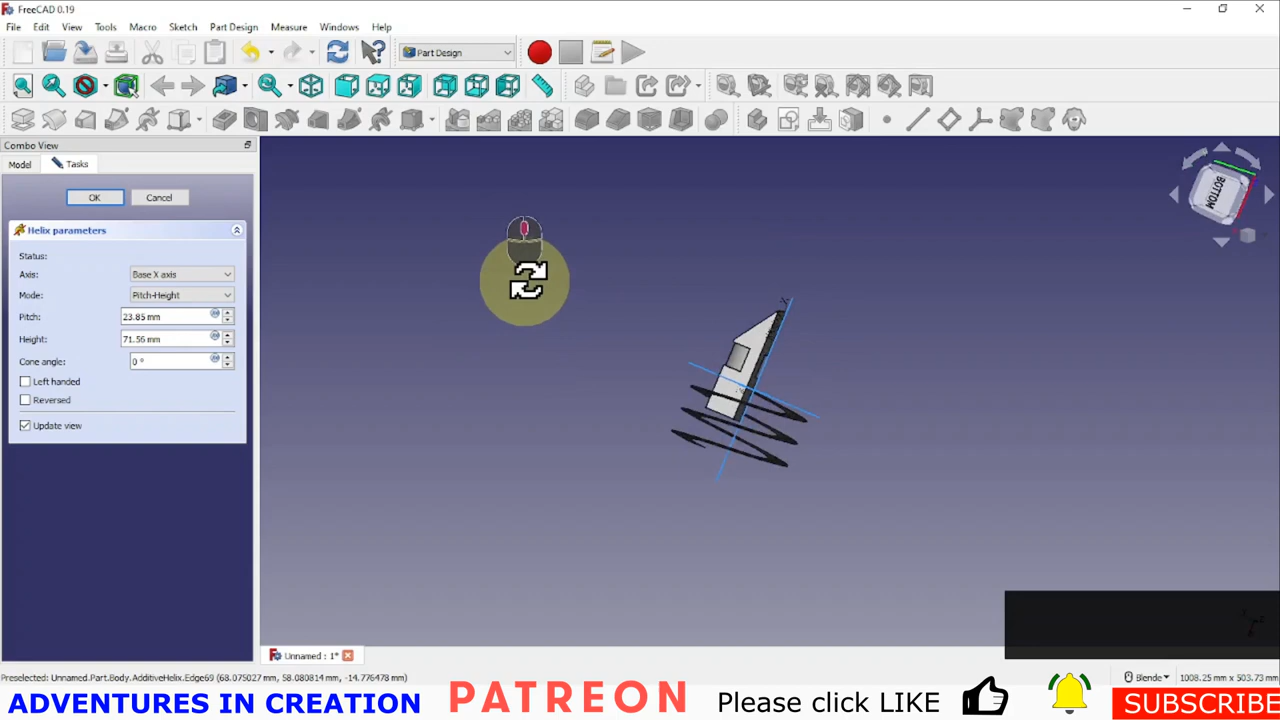 FreeCAD 0.19
File Edit View Tools Macro Sketch Part Design Measure Windows Help
Part Design
Combo View
Model Tasks
OK Cancel
Helix parameters
Status:
Axis: Base X axis
Mode: Pitch-Height
Pitch: 23.85 mm
Height: 71.56 mm
Cone angle: 0 °
Left handed
Reversed
Update view
BOTTOM
X
Unnamed : 1*
Preselected: Unnamed.Part.Body.AdditiveHelix.Edge69 (68.075027 mm, 58.080814 mm, -14.776478 mm)
Blende 1008.25 mm x 503.73 mm
ADVENTURES IN CREATION PATREON Please click LIKE SUBSCRIBE